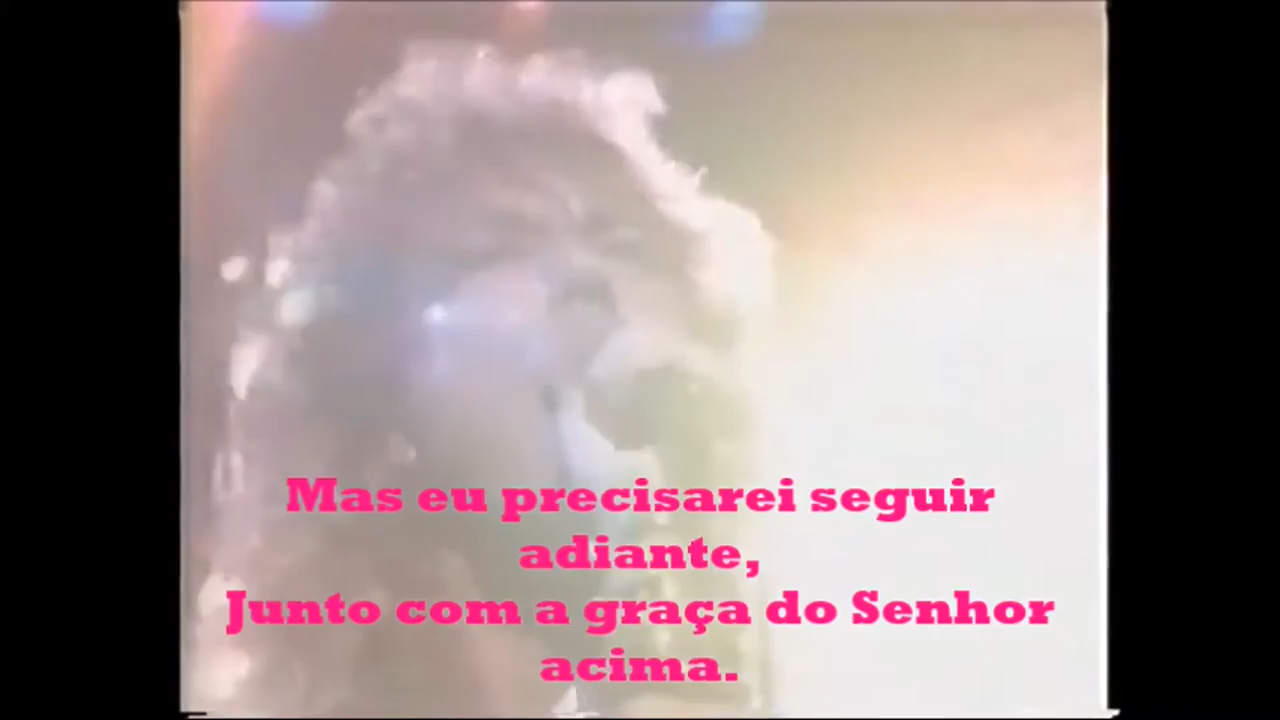 Mas eu precisarei seguir
adiante,
Junto com a graça do Senhor
acima.